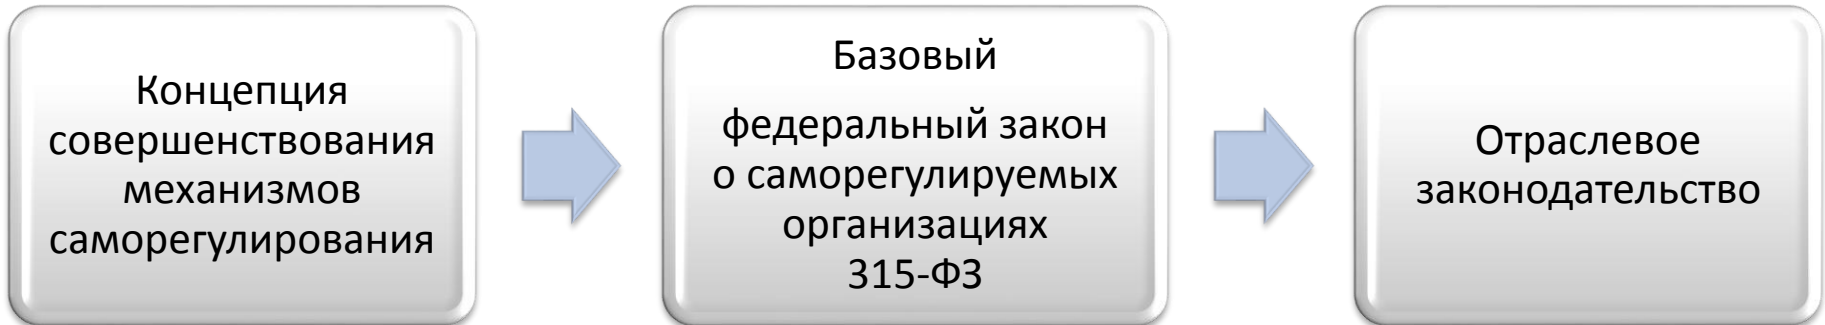 Концепция
совершенствования
механизмов
саморегулирования
Базовый
федеральный закон
о саморегулируемых
организациях
315-ФЗ
Отраслевое
законодательство